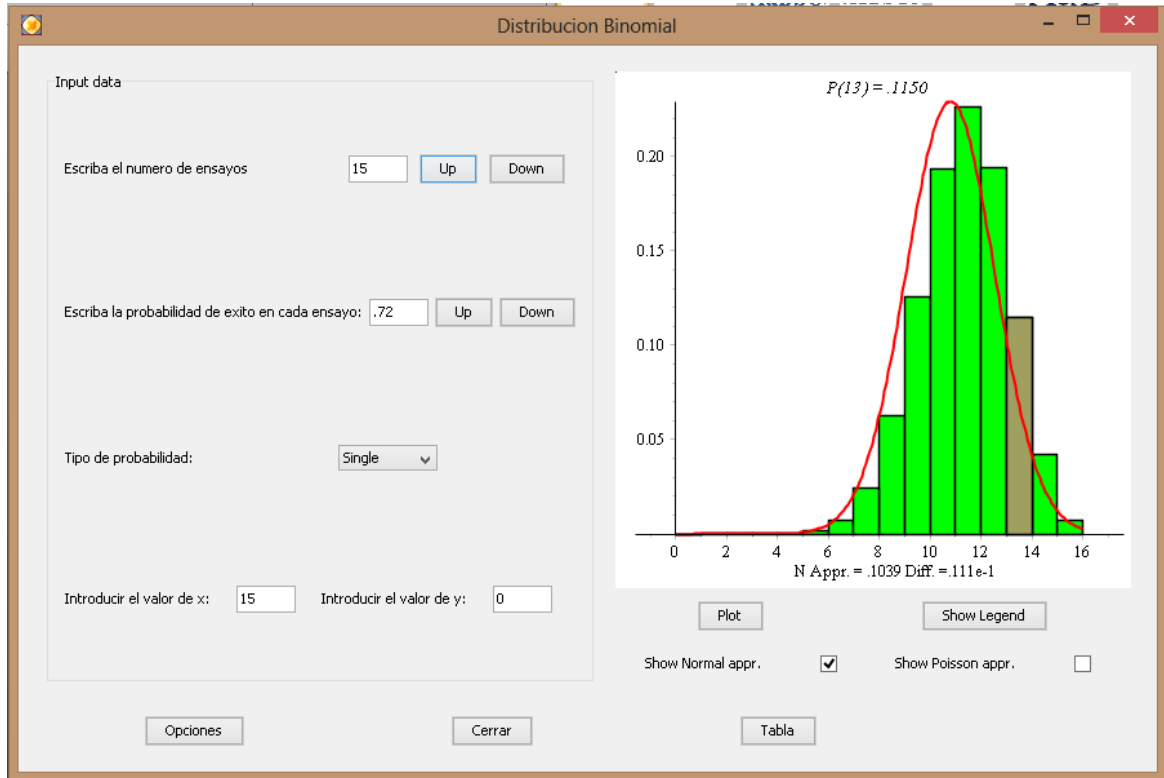 Distribucion Binomial
Input data
Escriba el numero de ensayos 15 Up Down
Escriba la probabilidad de exito en cada ensayo: .72 Up Down
Tipo de probabilidad: Single
Introducir el valor de x: 15 Introducir el valor de y: 0
P(13) = .1150
0.20
0.15
0.10
0.05
0 2 4 6 8 10 12 14 16
N Appr. = .1039 Diff. =.111e-1
Plot Show Legend
Show Normal appr. Show Poisson appr.
Opciones Cerrar Tabla